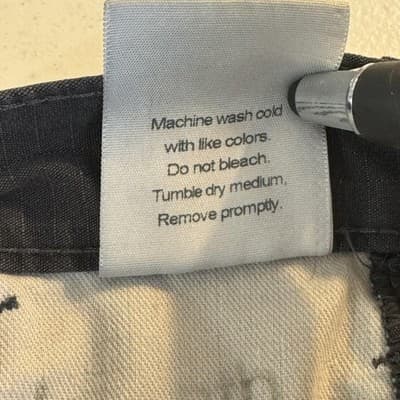 Machine wash cold
with like colors.
Do not bleach.
Tumble dry medium,
Remove promptly.